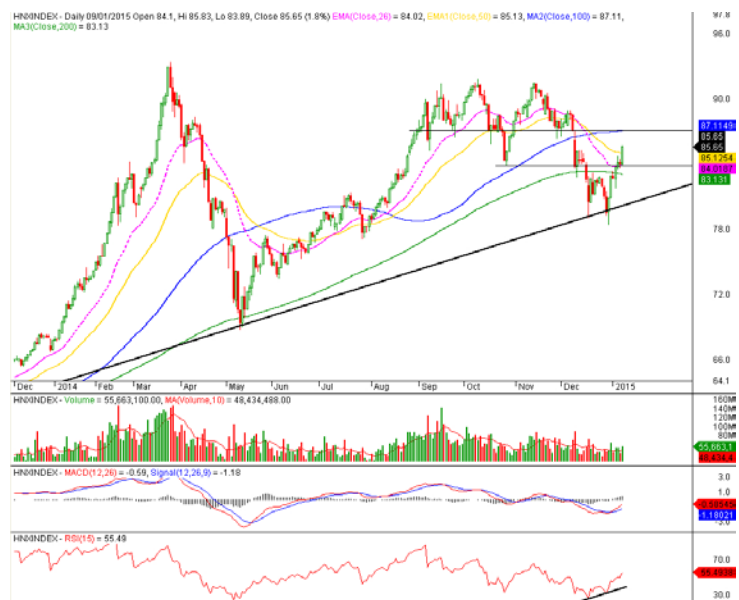 HNXINDEX - Daily 09/01/2015 Open 84.1, Hi 85.83, Lo 83.89, Close 85.65 (1.8%) EMA(Close,26) = 84.02, EMA1(Close,50) = 85.13, MA2(Close,100) = 87.11,
MA3(Close,200) = 83.13
97.8
96.0
90.0
87.1149
85.65
85.65
85.1254
84.0187
83.131
78.0
72.0
66.0
64.1
Dec 2014 Feb Mar Apr May Jun Jul Aug Sep Oct Nov Dec 2015
HNXINDEX - Volume = 55,663,100.00, MA(Volume,10) = 48,434,488.00
160M
140M
120M
100M
80M
55,663,1
48,434,4
HNXINDEX - MACD(12,26) = -0.59, Signal(12,26,9) = -1.18
3.0
1.0
-1.18021
HNXINDEX - RSI(15) = 55.49
70.0
30.0